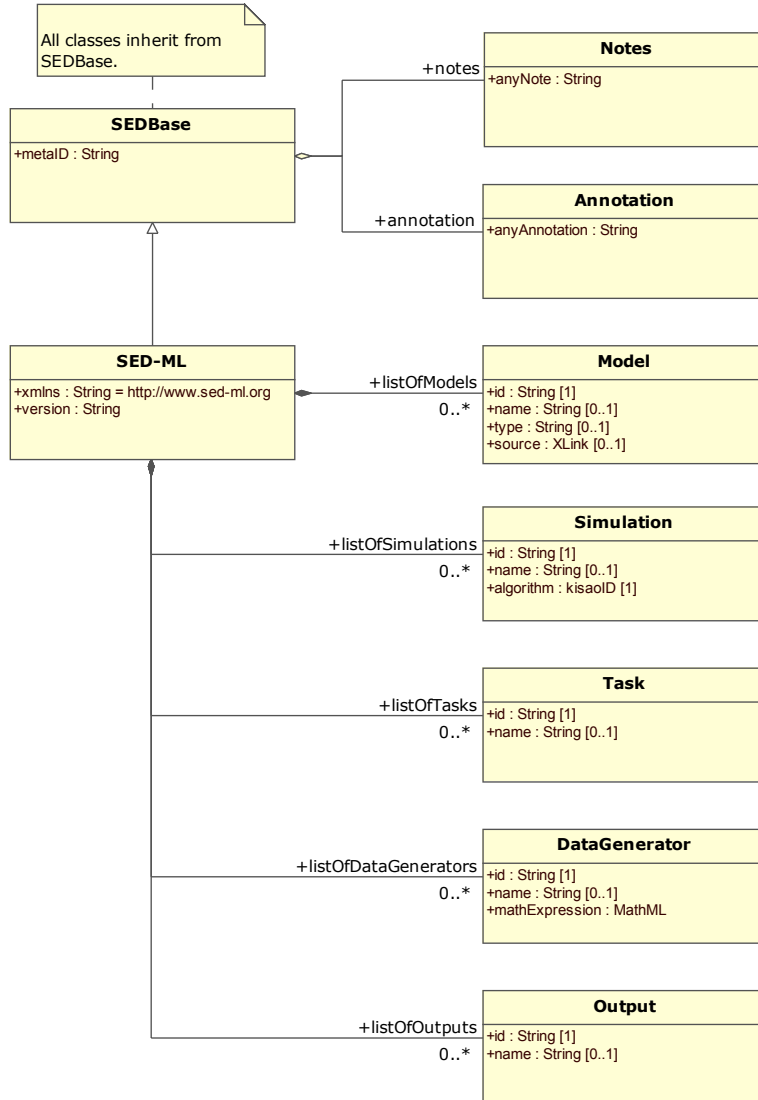 All classes inherit from
SEDBase.
SEDBase
+metaID : String
+notes
Notes
+anyNote : String
+annotation
Annotation
+anyAnnotation : String
SED-ML
+xmlns : String = http://www.sed-ml.org
+version : String
+listOfModels
0..*
Model
+id : String [1]
+name : String [0..1]
+type : String [0..1]
+source : XLink [0..1]
+listOfSimulations
0..*
Simulation
+id : String [1]
+name : String [0..1]
+algorithm : kisaoID [1]
+listOfTasks
0..*
Task
+id : String [1]
+name : String [0..1]
+listOfDataGenerators
0..*
DataGenerator
+id : String [1]
+name : String [0..1]
+mathExpression : MathML
+listOfOutputs
0..*
Output
+id : String [1]
+name : String [0..1]